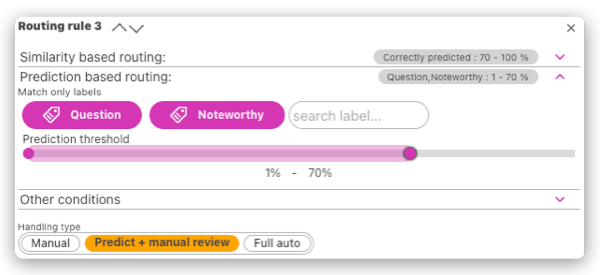 Routing rule 3
Similarity based routing: Correctly predicted : 70 - 100 %
Prediction based routing: Question,Noteworthy : 1 - 70 %
Match only labels
Question Noteworthy search label...
Prediction threshold
1% - 70%
Other conditions
Handling type
Manual Predict + manual review Full auto